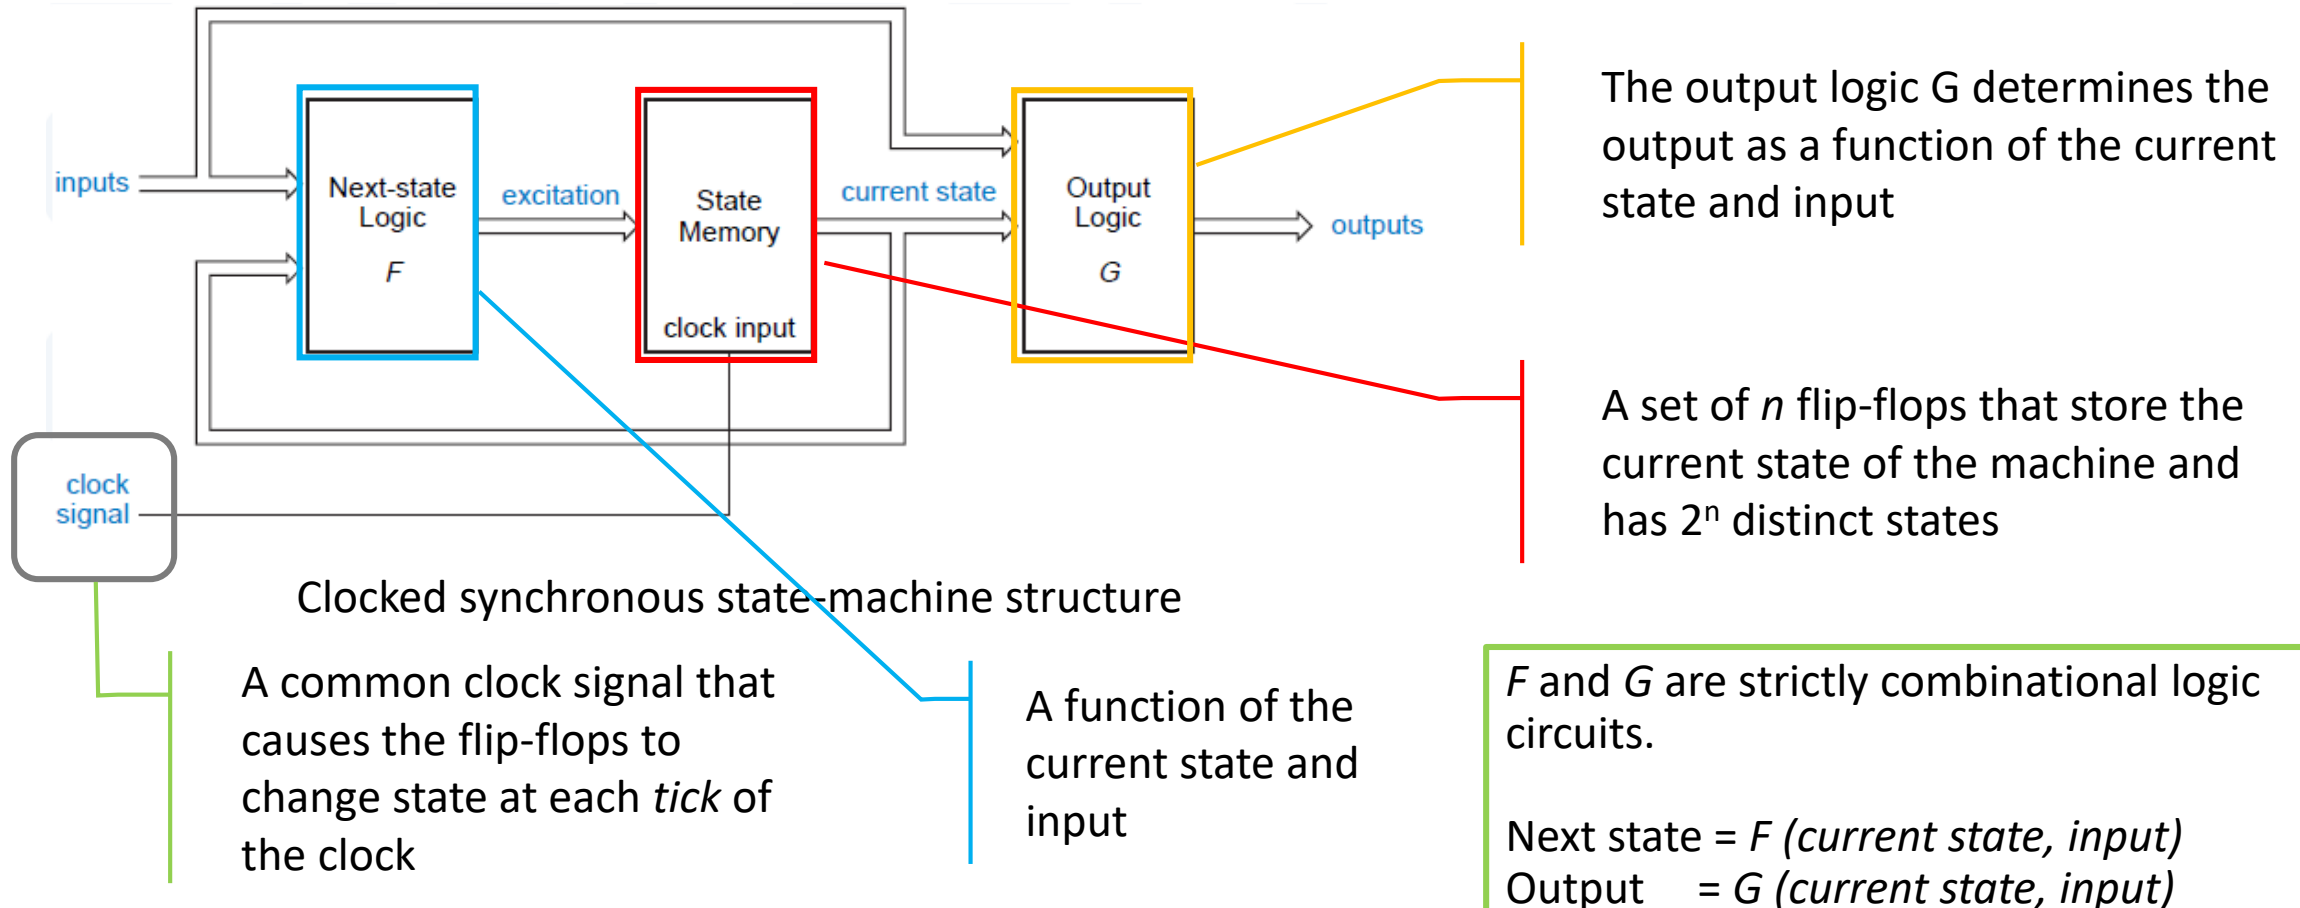 inputs
Next-state
Logic
F
excitation
State
Memory
clock input
current state
Output
Logic
G
outputs
clock
signal
The output logic G determines the
output as a function of the current
state and input
A set of n flip-flops that store the
current state of the machine and
has 2ⁿ distinct states
Clocked synchronous state-machine structure
A common clock signal that
causes the flip-flops to
change state at each tick of
the clock
A function of the
current state and
input
F and G are strictly combinational logic
circuits.
Next state = F (current state, input)
Output = G (current state, input)